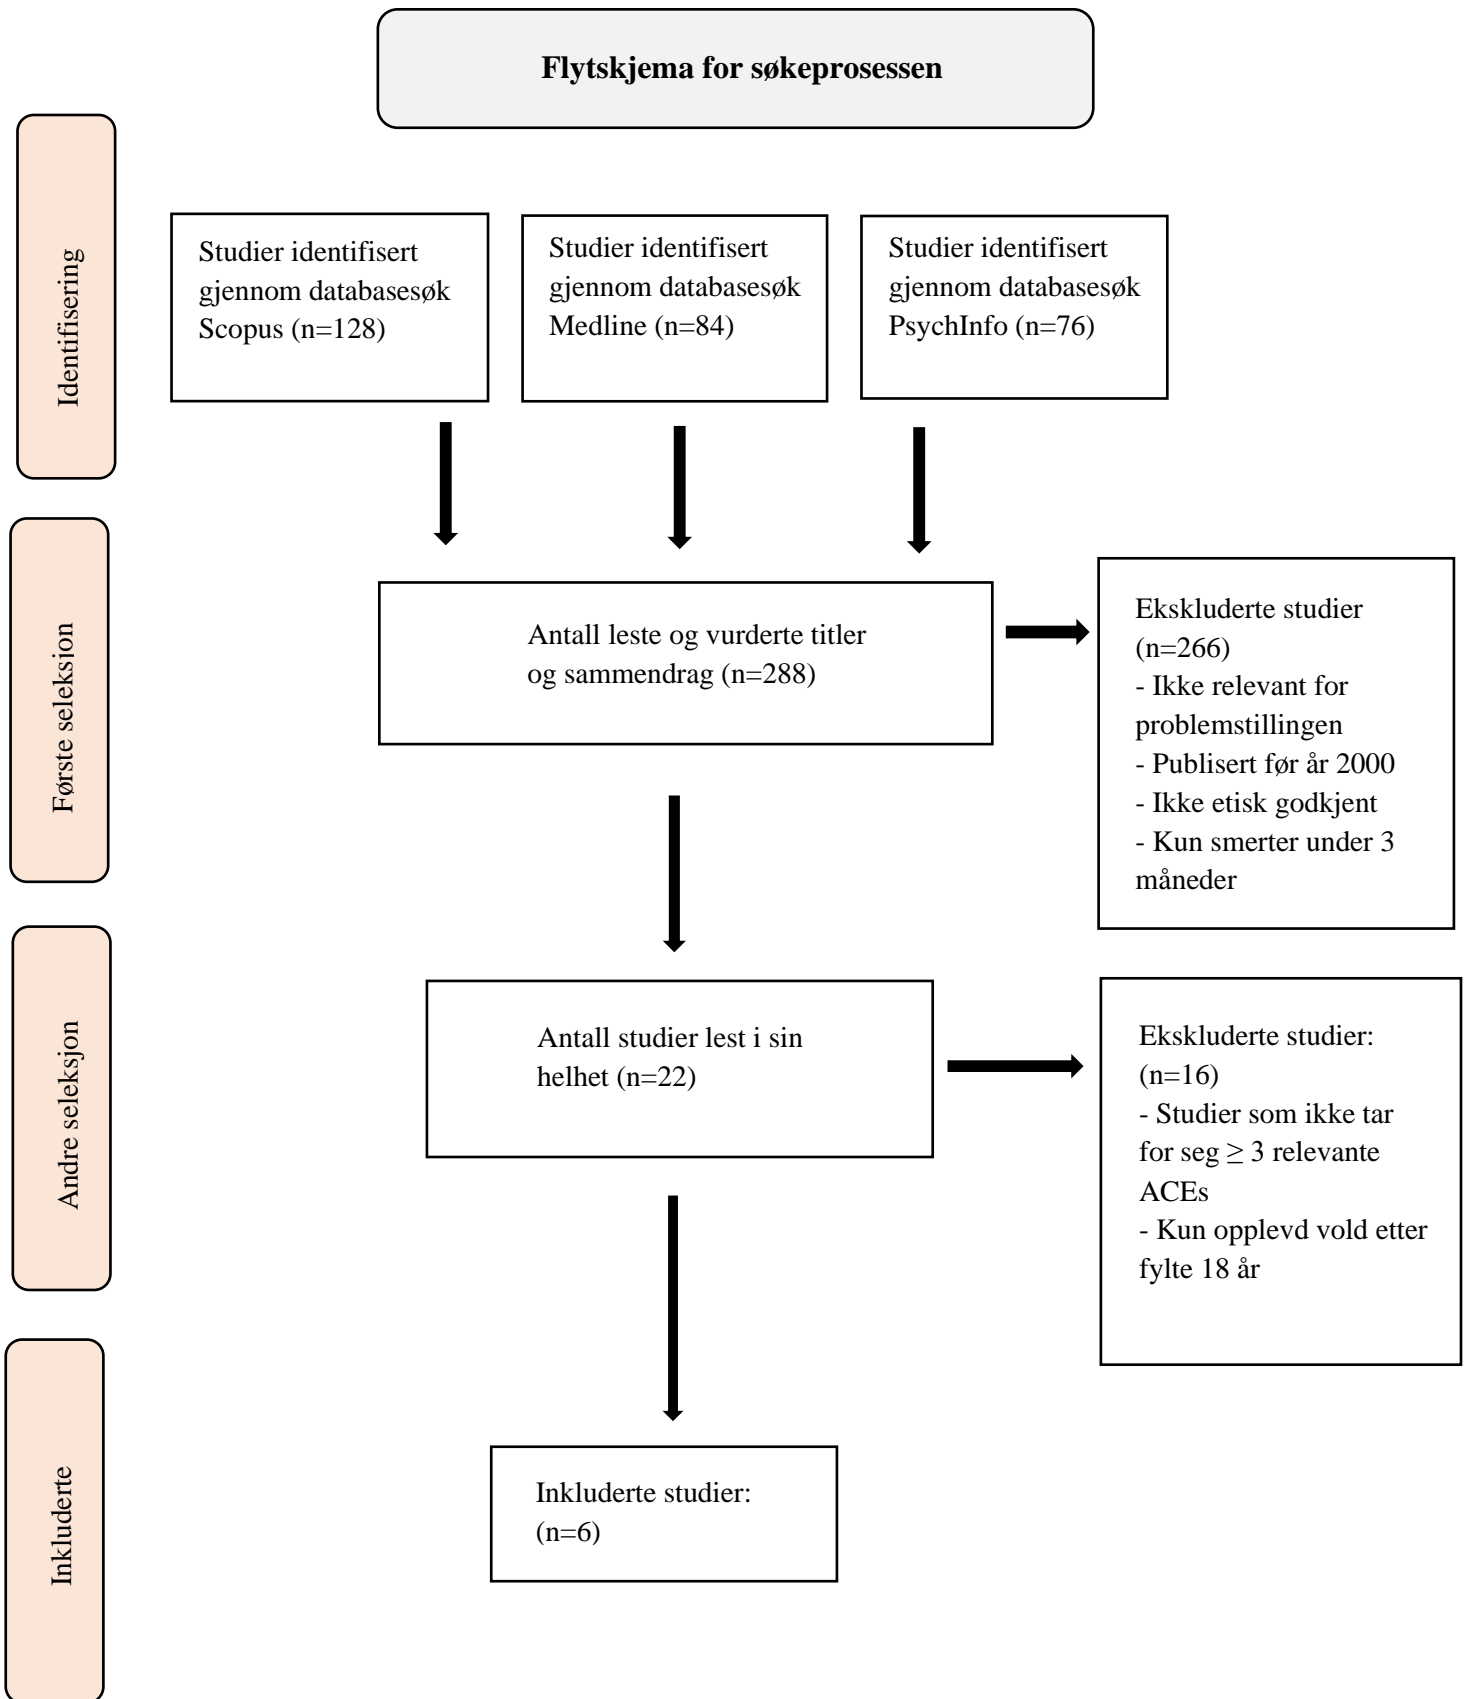 Flytskjema for søkeprosessen
Identifisering
Studier identifisert
gjennom databasesøk
Scopus (n=128)
Studier identifisert
gjennom databasesøk
Medline (n=84)
Studier identifisert
gjennom databasesøk
PsychInfo (n=76)
Første seleksjon
Antall leste og vurderte titler
og sammendrag (n=288)
Ekskluderte studier
(n=266)
- Ikke relevant for
problemstillingen
- Publisert før år 2000
- Ikke etisk godkjent
- Kun smerter under 3
måneder
Andre seleksjon
Antall studier lest i sin
helhet (n=22)
Ekskluderte studier:
(n=16)
- Studier som ikke tar
for seg ≥ 3 relevante
ACEs
- Kun opplevd vold etter
fylte 18 år
Inkluderte
Inkluderte studier:
(n=6)